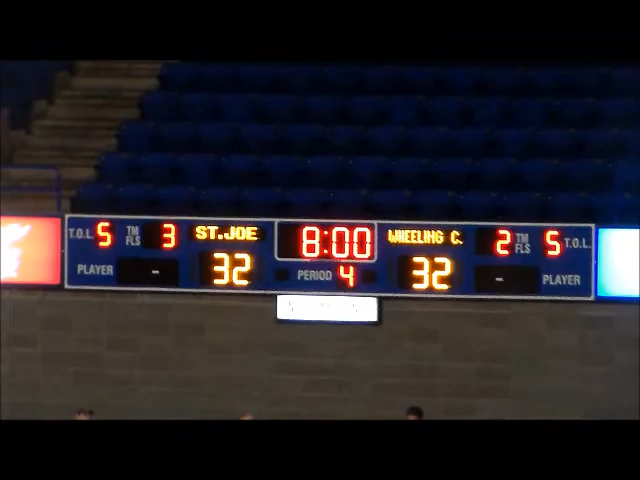 T.O.L. 5 TM FLS 3 ST.JOE 8:00 WHEELING C. 2 TM FLS 5 T.O.L.
PLAYER - 32 PERIOD 4 32 - PLAYER